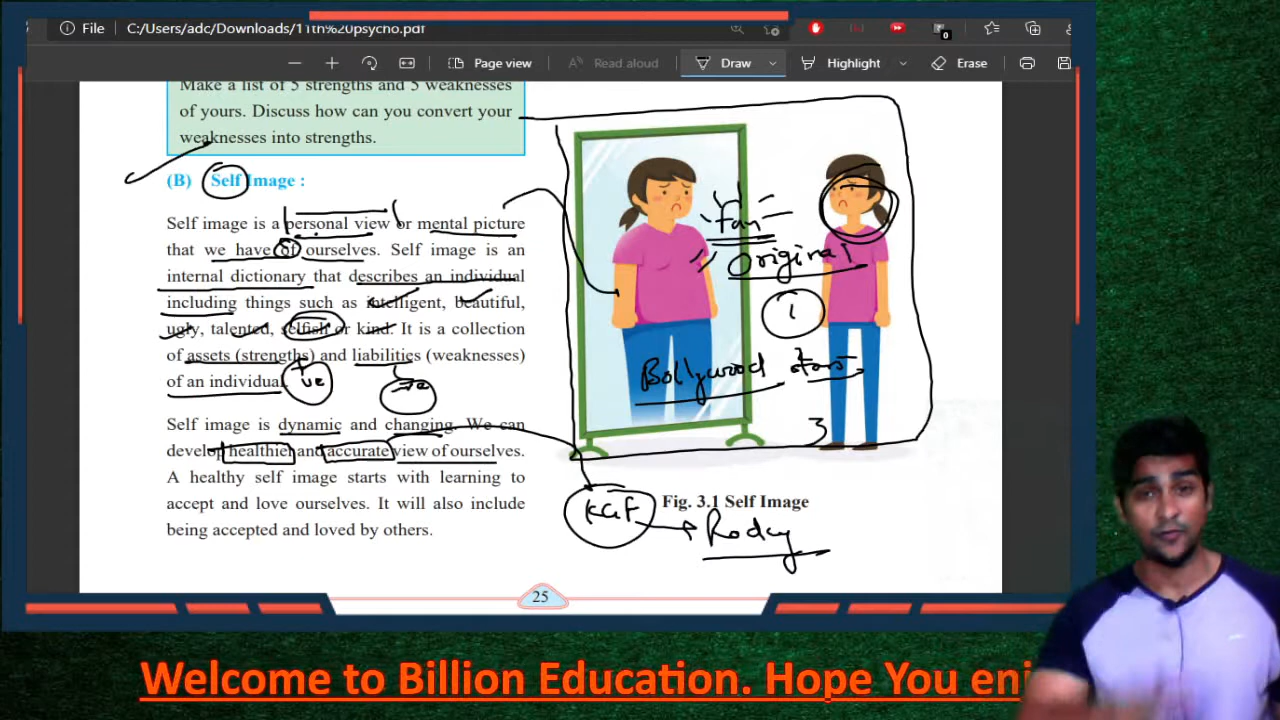 File C:/Users/adc/Downloads/11th%20psycho.pdf
Page view Read aloud Draw Highlight Erase
Make a list of 5 strengths and 5 weaknesses
of yours. Discuss how can you convert your
weaknesses into strengths.
(B) Self Image :
Self image is a personal view or mental picture
that we have of ourselves. Self image is an
internal dictionary that describes an individual
including things such as intelligent, beautiful,
ugly, talented, selfish or kind. It is a collection
of assets (strengths) and liabilities (weaknesses)
of an individual.
+ve
-ve
Self image is dynamic and changing. We can
develop healthier and accurate view of ourselves.
A healthy self image starts with learning to
accept and love ourselves. It will also include
being accepted and loved by others.
Fan
Original
1
Bollywood
3
Fig. 3.1 Self Image
KGF
Rocky
25
Welcome to Billion Education. Hope You enj